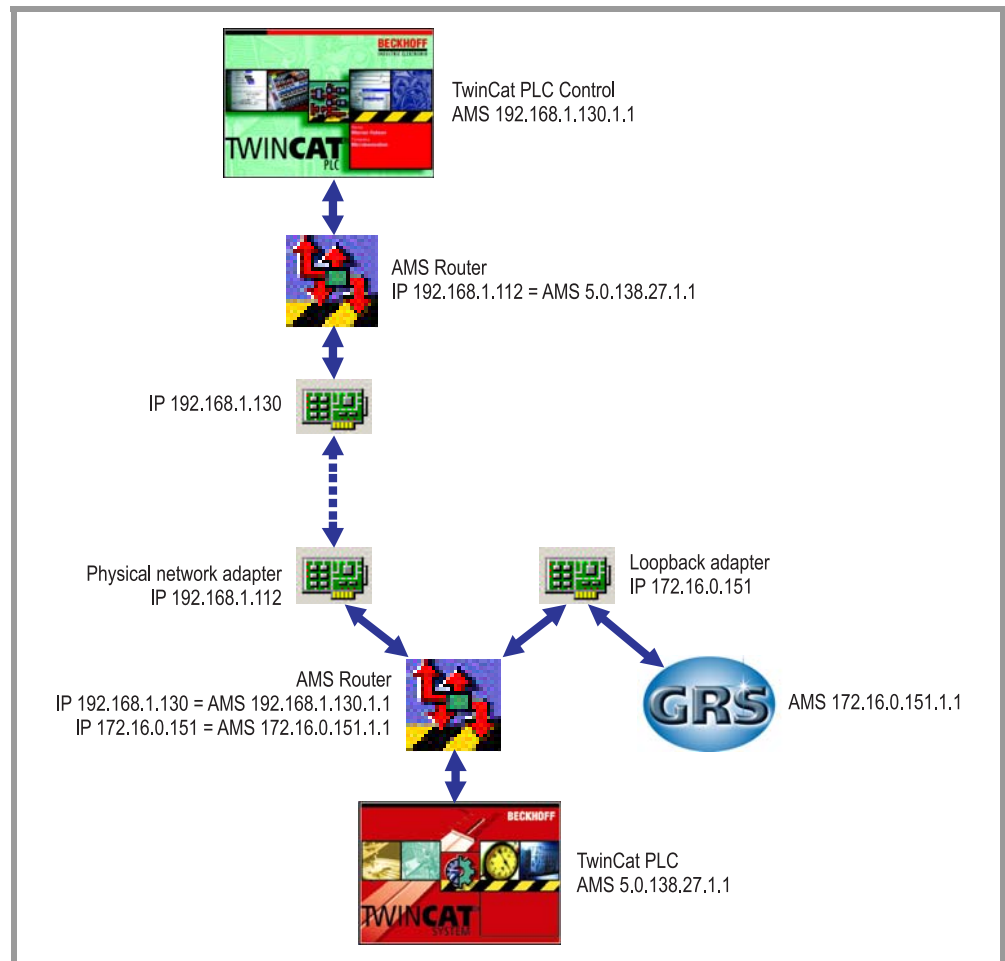 BECKHOFF
INDUSTRIE ELEKTRONIK
TWINCAT
PLC
TwinCat PLC Control
AMS 192.168.1.130.1.1
AMS Router
IP 192.168.1.112 = AMS 5.0.138.27.1.1
IP 192.168.1.130
Physical network adapter
IP 192.168.1.112
Loopback adapter
IP 172.16.0.151
AMS Router
IP 192.168.1.130 = AMS 192.168.1.130.1.1
IP 172.16.0.151 = AMS 172.16.0.151.1.1
GRS
AMS 172.16.0.151.1.1
BECKHOFF
TWINCAT
SYSTEM
TwinCat PLC
AMS 5.0.138.27.1.1